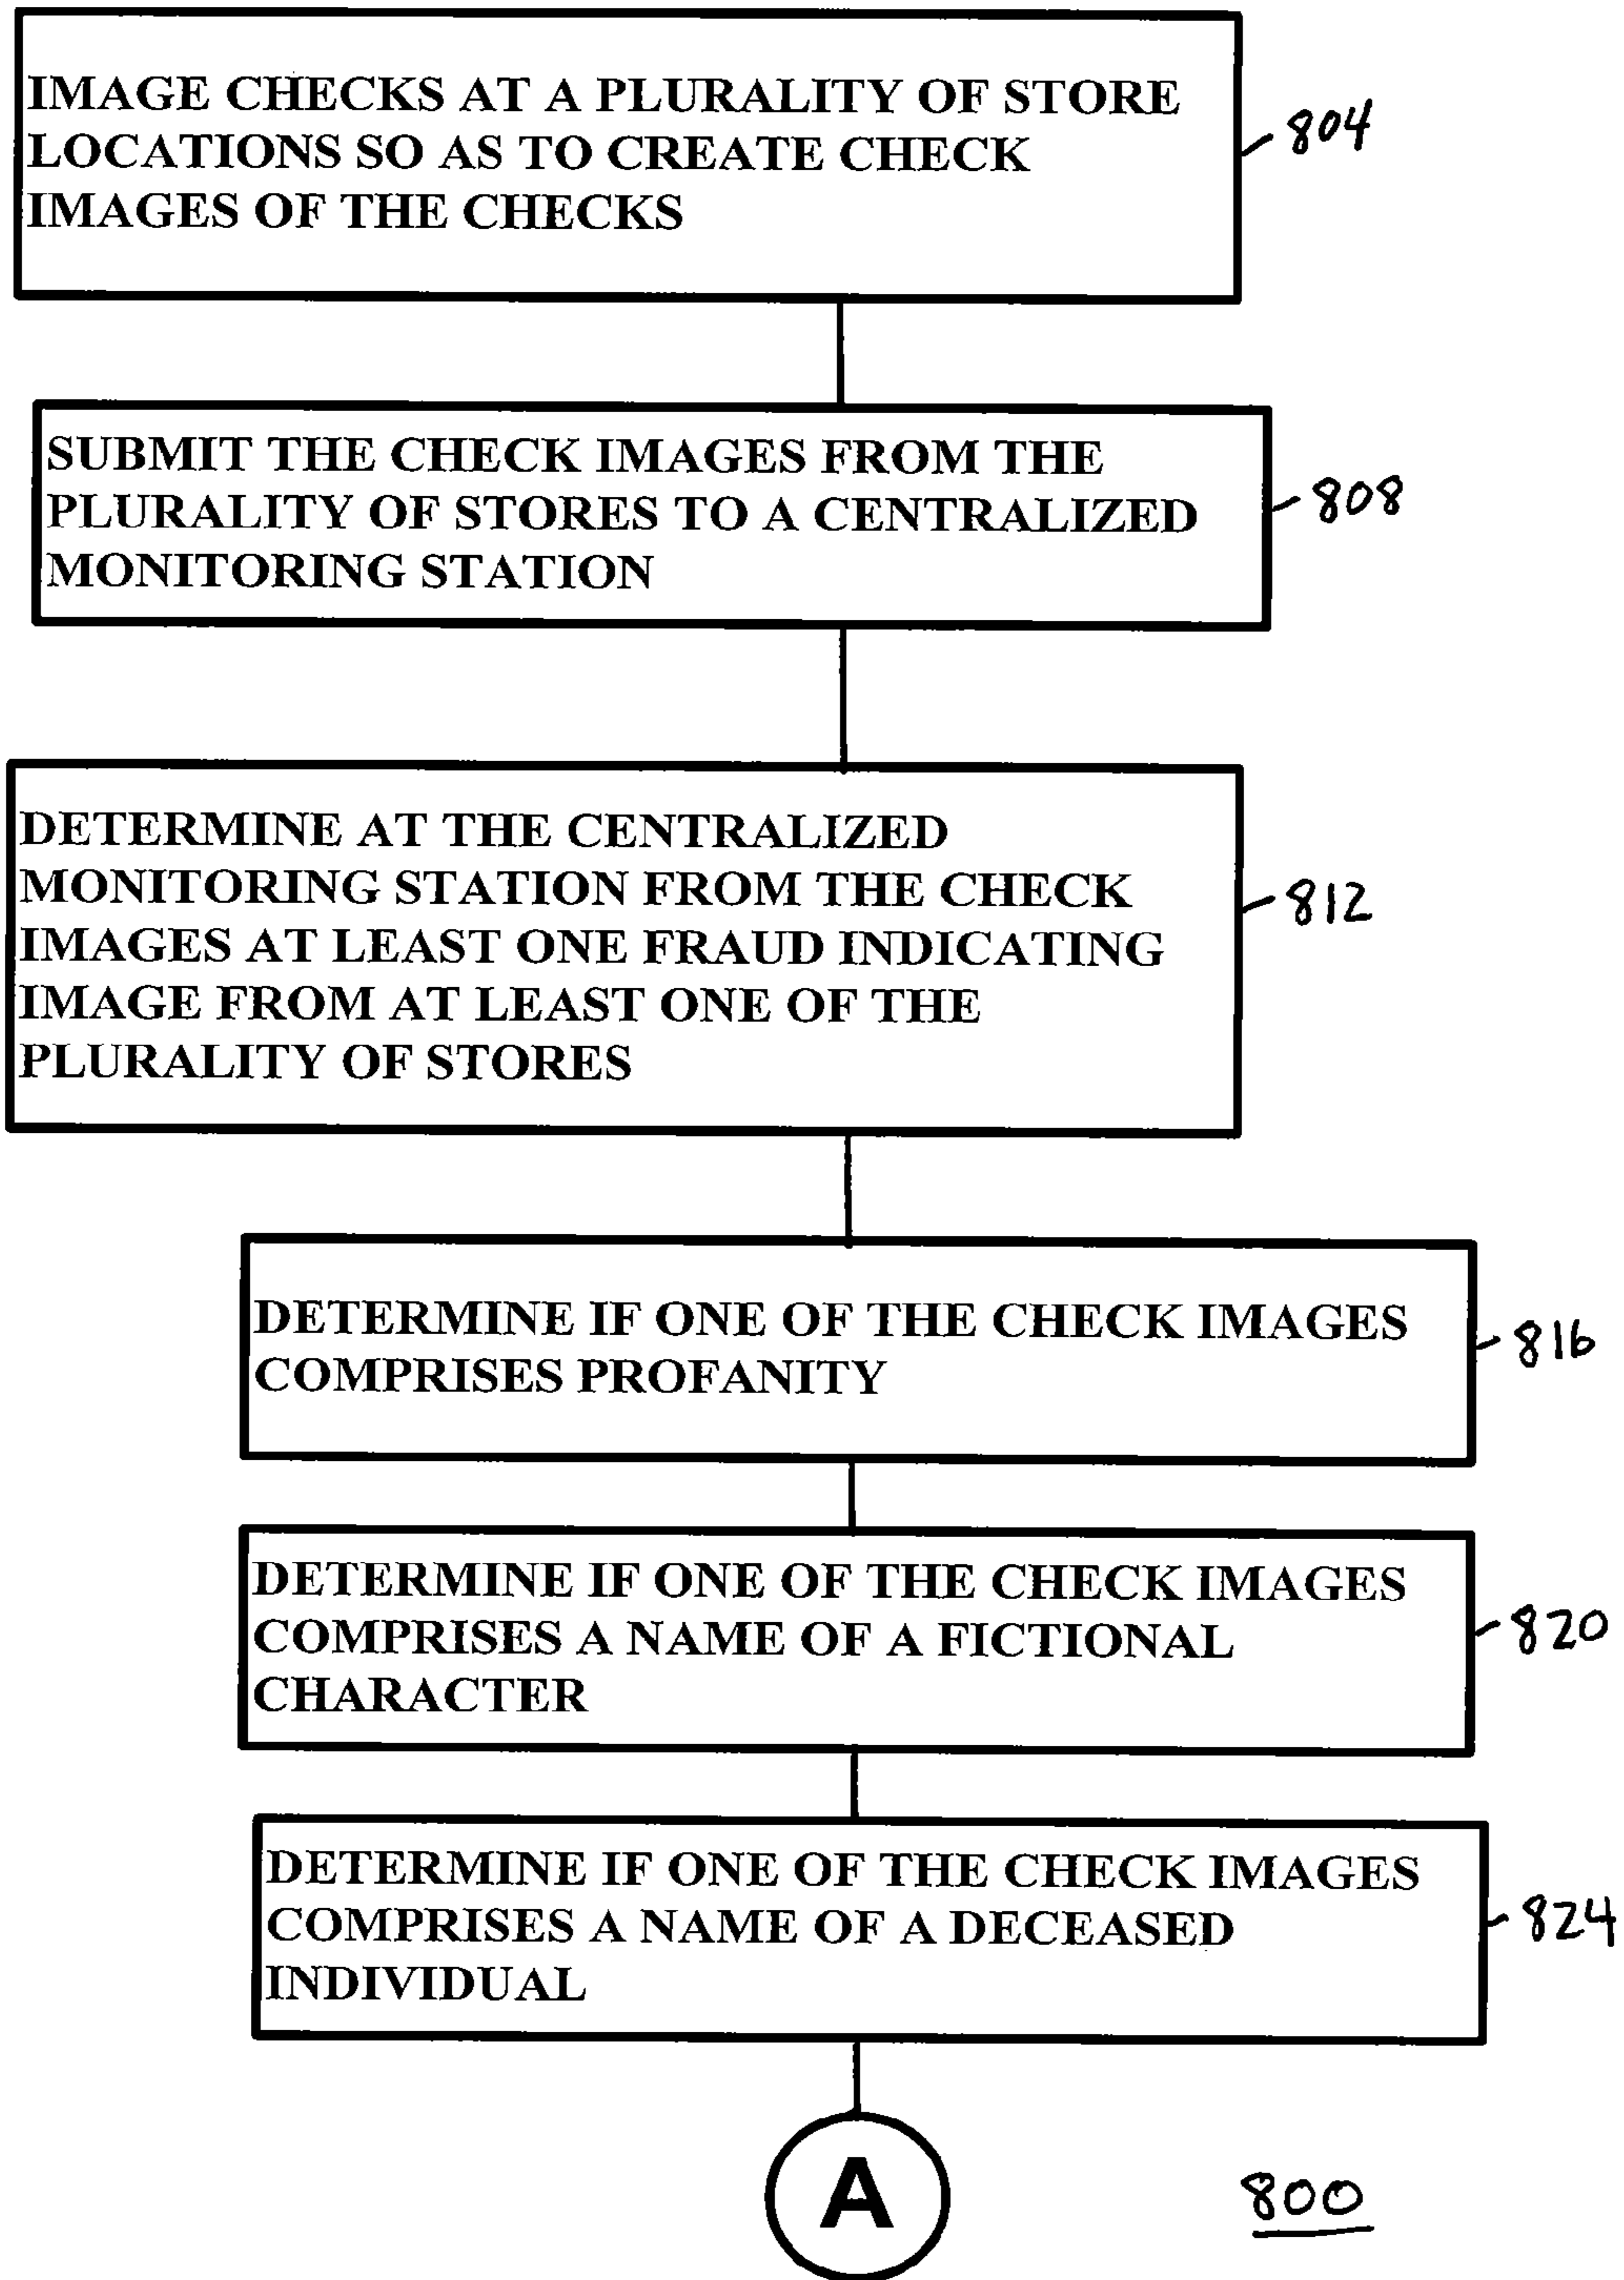 IMAGE CHECKS AT A PLURALITY OF STORE
LOCATIONS SO AS TO CREATE CHECK
IMAGES OF THE CHECKS
804
SUBMIT THE CHECK IMAGES FROM THE
PLURALITY OF STORES TO A CENTRALIZED
MONITORING STATION
808
DETERMINE AT THE CENTRALIZED
MONITORING STATION FROM THE CHECK
IMAGES AT LEAST ONE FRAUD INDICATING
IMAGE FROM AT LEAST ONE OF THE
PLURALITY OF STORES
812
DETERMINE IF ONE OF THE CHECK IMAGES
COMPRISES PROFANITY
816
DETERMINE IF ONE OF THE CHECK IMAGES
COMPRISES A NAME OF A FICTIONAL
CHARACTER
820
DETERMINE IF ONE OF THE CHECK IMAGES
COMPRISES A NAME OF A DECEASED
INDIVIDUAL
824
A
800